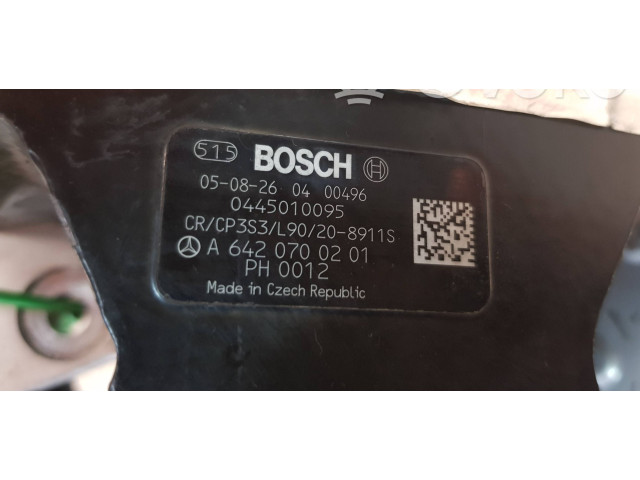 515 BOSCH
05-08-26 04 00496
0445010095
CR/CP3S3/L90/20-8911S
A 642 070 02 01
PH 0012
Made in Czech Republic